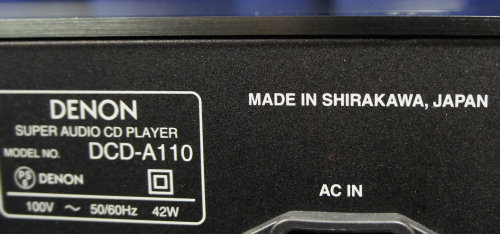 DENON
SUPER AUDIO CD PLAYER
MODEL NO. DCD-A110
PS E DENON
100V ～ 50/60Hz 42W
MADE IN SHIRAKAWA, JAPAN
AC IN